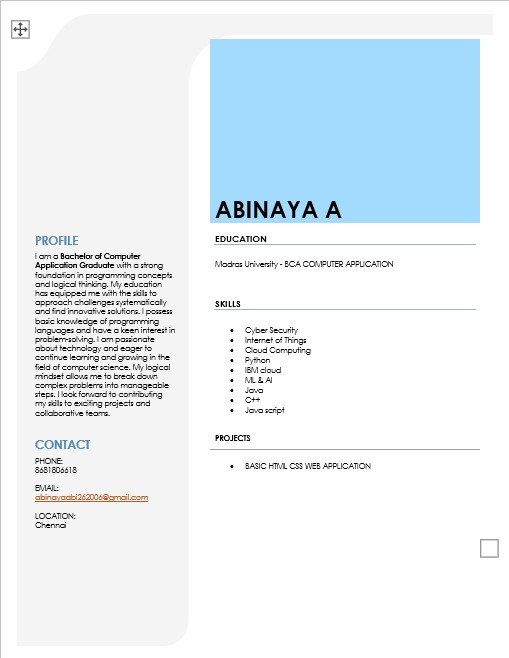 ABINAYA A
PROFILE
I am a Bachelor of Computer
Application Graduate with a strong
foundation in programming concepts
and logical thinking. My education
has equipped me with the skills to
approach challenges systematically
and find innovative solutions. I possess
basic knowledge of programming
languages and have a keen interest in
problem-solving. I am passionate
about technology and eager to
continue learning and growing in the
field of computer science. My logical
mindset allows me to break down
complex problems into manageable
steps. I look forward to contributing
my skills to exciting projects and
collaborative teams.
CONTACT
PHONE:
8681806618
EMAIL:
abinayaabi262006@gmail.com
LOCATION:
Chennai
EDUCATION
Madras University - BCA COMPUTER APPLICATION
SKILLS
• Cyber Security
• Internet of Things
• Cloud Computing
• Python
• IBM cloud
• ML & AI
• Java
• C++
• Java script
PROJECTS
• BASIC HTML CSS WEB APPLICATION